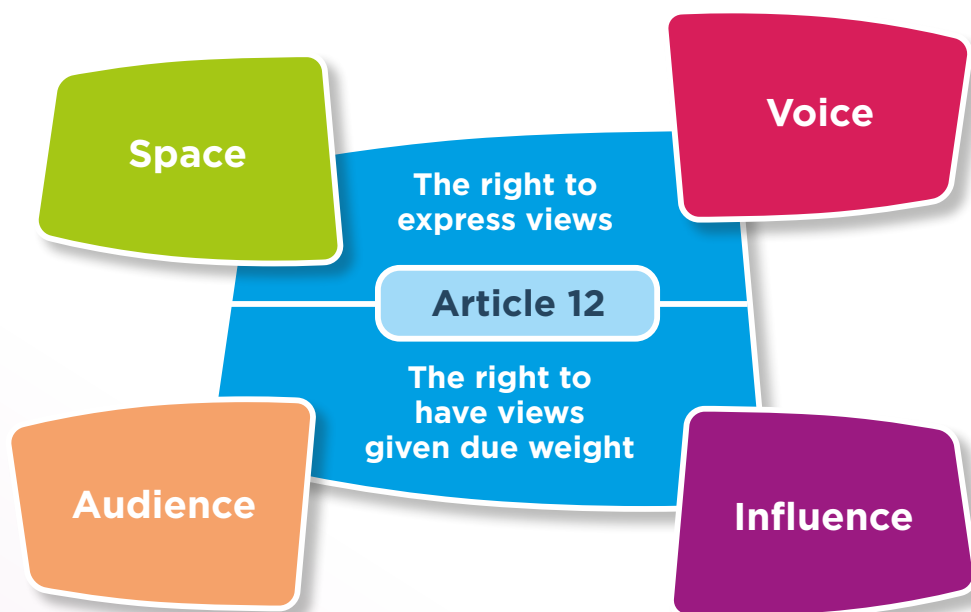 Space
Voice
The right to
express views
Article 12
The right to
have views
given due weight
Audience
Influence